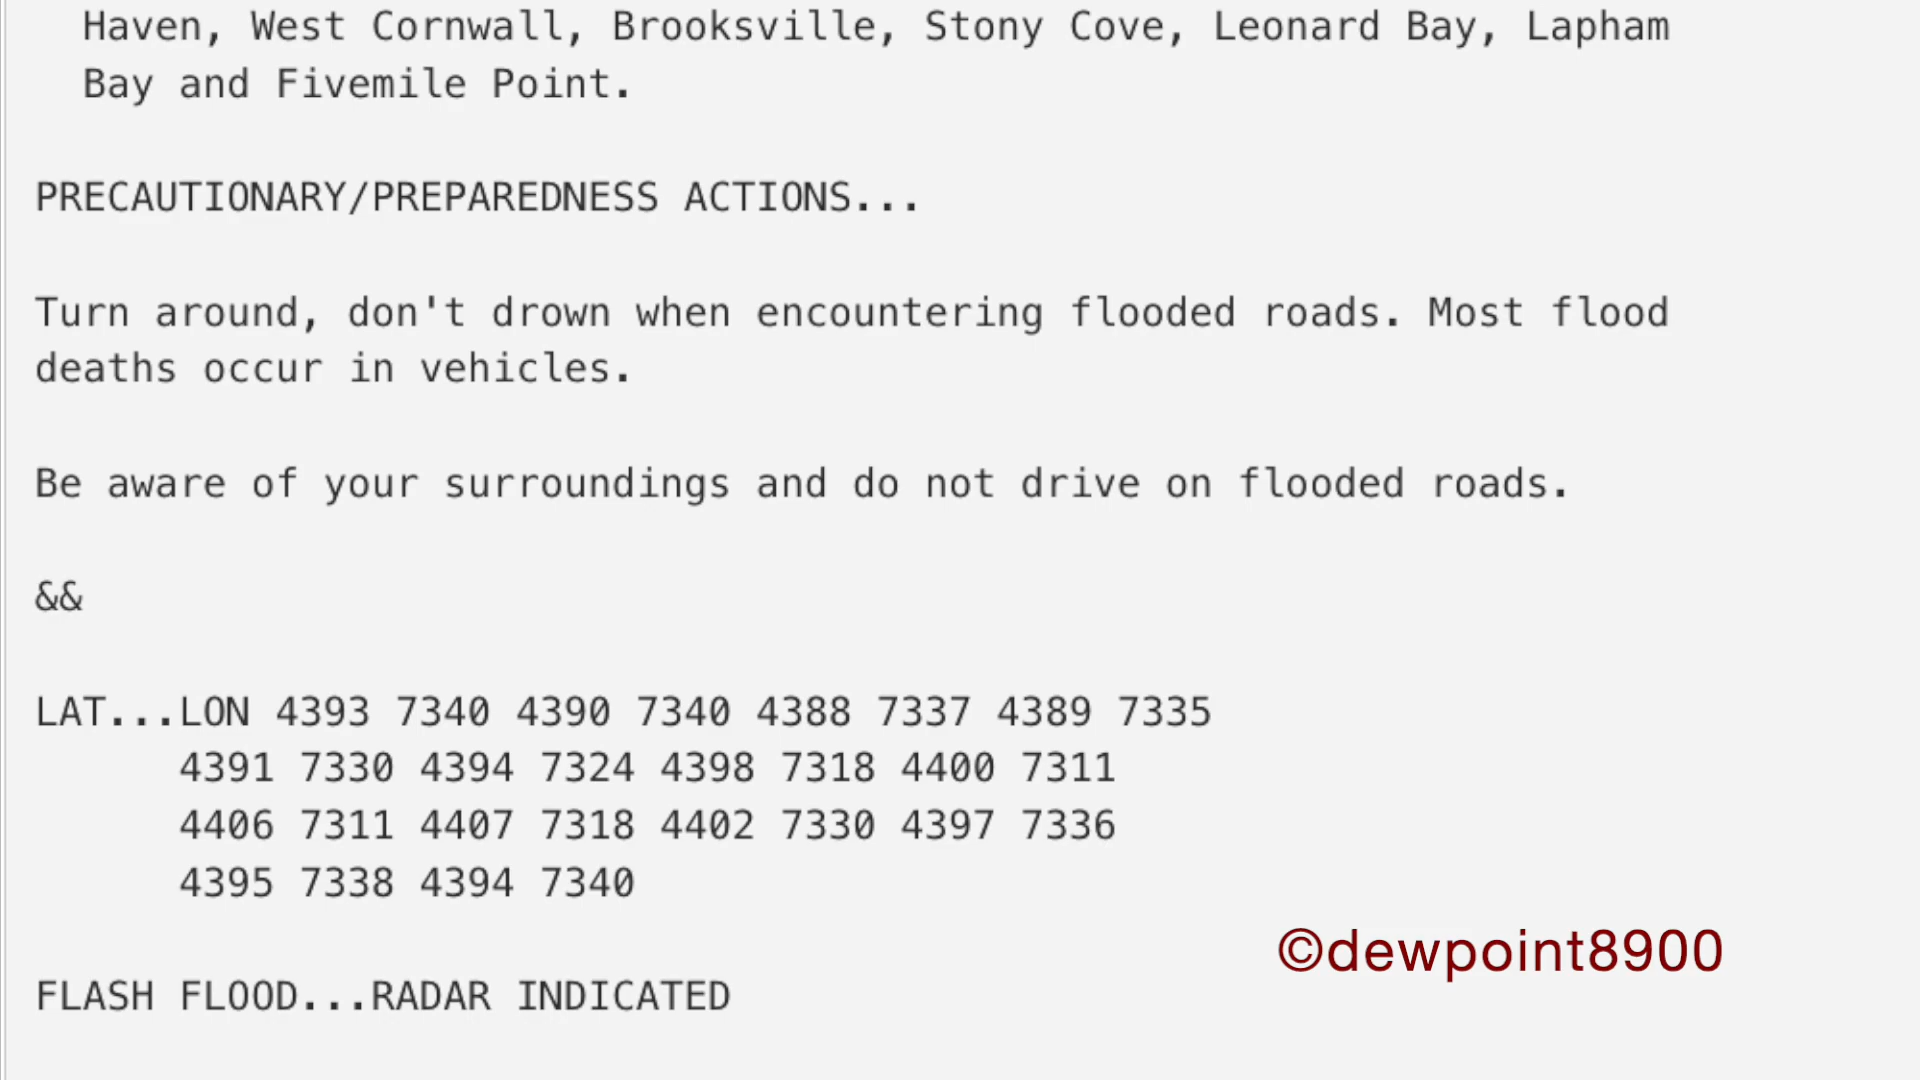 Haven, West Cornwall, Brooksville, Stony Cove, Leonard Bay, Lapham
Bay and Fivemile Point.
PRECAUTIONARY/PREPAREDNESS ACTIONS...
Turn around, don't drown when encountering flooded roads. Most flood
deaths occur in vehicles.
Be aware of your surroundings and do not drive on flooded roads.
&&
LAT...LON 4393 7340 4390 7340 4388 7337 4389 7335
4391 7330 4394 7324 4398 7318 4400 7311
4406 7311 4407 7318 4402 7330 4397 7336
4395 7338 4394 7340
©dewpoint8900
FLASH FLOOD...RADAR INDICATED